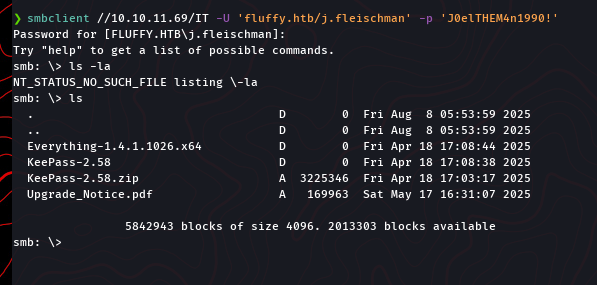 ❯ smbclient //10.10.11.69/IT -U 'fluffy.htb/j.fleischman' -p 'J0elTHEM4n1990!'
Password for [FLUFFY.HTB\j.fleischman]:
Try "help" to get a list of possible commands.
smb: \> ls -la
NT_STATUS_NO_SUCH_FILE listing \-la
smb: \> ls
  .                                   D        0  Fri Aug  8 05:53:59 2025
  ..                                  D        0  Fri Aug  8 05:53:59 2025
  Everything-1.4.1.1026.x64           D        0  Fri Apr 18 17:08:44 2025
  KeePass-2.58                        D        0  Fri Apr 18 17:08:38 2025
  KeePass-2.58.zip                    A  3225346  Fri Apr 18 17:03:17 2025
  Upgrade_Notice.pdf                  A   169963  Sat May 17 16:31:07 2025
                5842943 blocks of size 4096. 2013303 blocks available
smb: \>